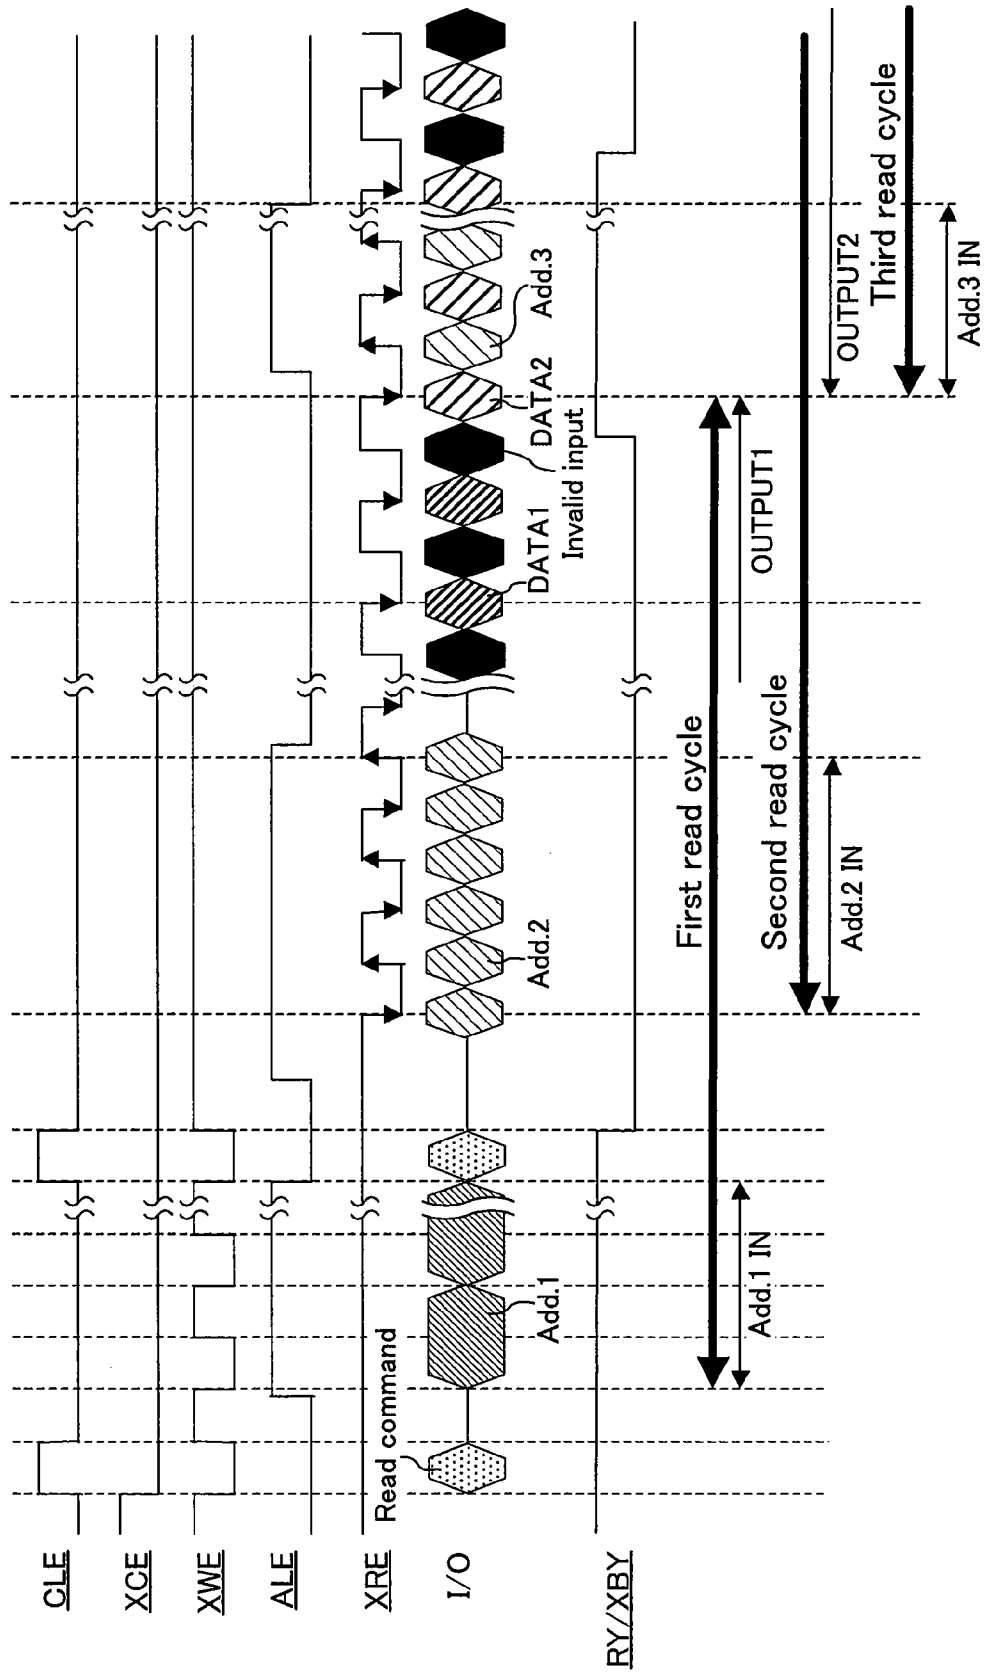 CLE
XCE
XWE
ALE
XRE
I/O
RY/XBY
Read command
Add.1
Add.2
DATA1
Invalid input
DATA2
Add.3
First read cycle
Add.1 IN
OUTPUT1
Second read cycle
Add.2 IN
OUTPUT2
Third read cycle
Add.3 IN